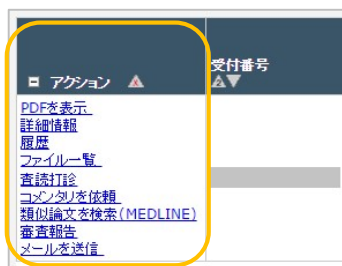 受付番号
アクション
PDFを表示
詳細情報
履歴
ファイル一覧
査読打診
コメンタリを依頼
類似論文を検索(MEDLINE)
審査報告
メールを送信